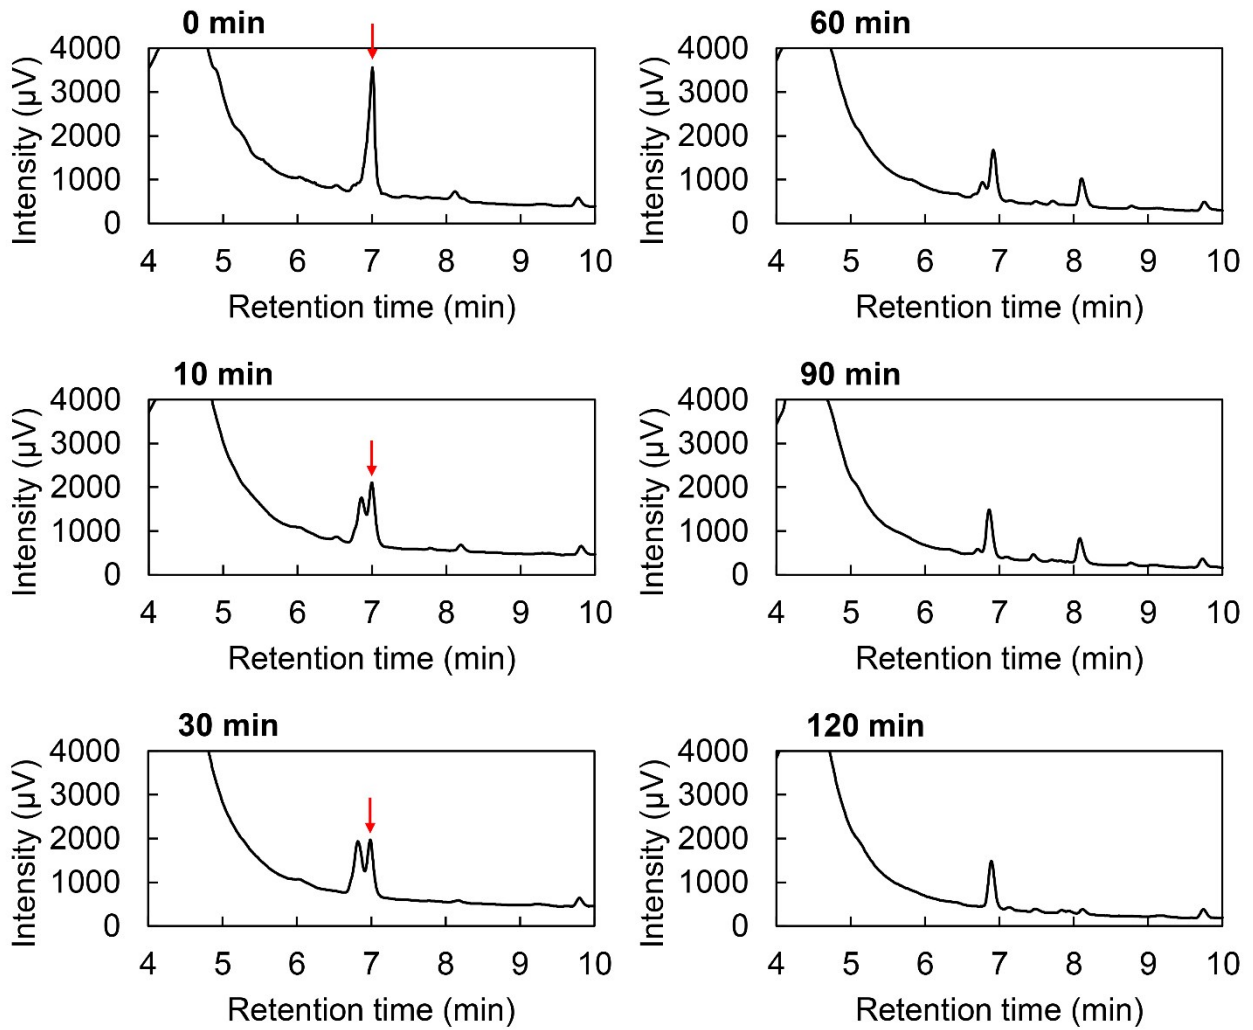 0 min
Intensity (µV)
4000
3000
2000
1000
0
4 5 6 7 8 9 10
Retention time (min)
60 min
Intensity (µV)
4000
3000
2000
1000
0
4 5 6 7 8 9 10
Retention time (min)
10 min
Intensity (µV)
4000
3000
2000
1000
0
4 5 6 7 8 9 10
Retention time (min)
90 min
Intensity (µV)
4000
3000
2000
1000
0
4 5 6 7 8 9 10
Retention time (min)
30 min
Intensity (µV)
4000
3000
2000
1000
0
4 5 6 7 8 9 10
Retention time (min)
120 min
Intensity (µV)
4000
3000
2000
1000
0
4 5 6 7 8 9 10
Retention time (min)